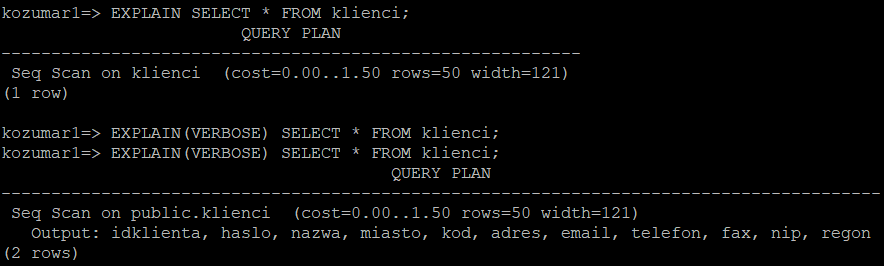 kozumar1=> EXPLAIN SELECT * FROM klienci;
                        QUERY PLAN
----------------------------------------------------------
 Seq Scan on klienci  (cost=0.00..1.50 rows=50 width=121)
(1 row)

kozumar1=> EXPLAIN(VERBOSE) SELECT * FROM klienci;
kozumar1=> EXPLAIN(VERBOSE) SELECT * FROM klienci;
                                       QUERY PLAN
----------------------------------------------------------------------------------------
 Seq Scan on public.klienci  (cost=0.00..1.50 rows=50 width=121)
   Output: idklienta, haslo, nazwa, miasto, kod, adres, email, telefon, fax, nip, regon
(2 rows)